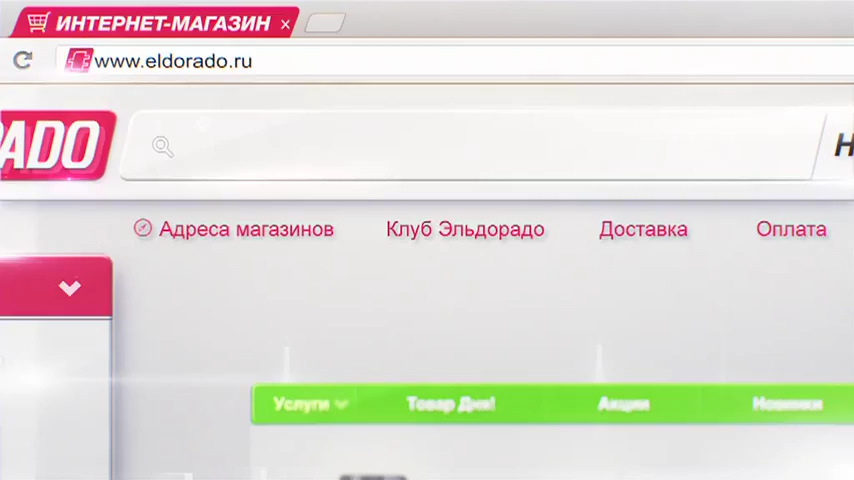 ИНТЕРНЕТ-МАГАЗИН
www.eldorado.ru
ADO
Н
Адреса магазинов Клуб Эльдорадо Доставка Оплата
Услуги Товар Дня! Акции Новинки